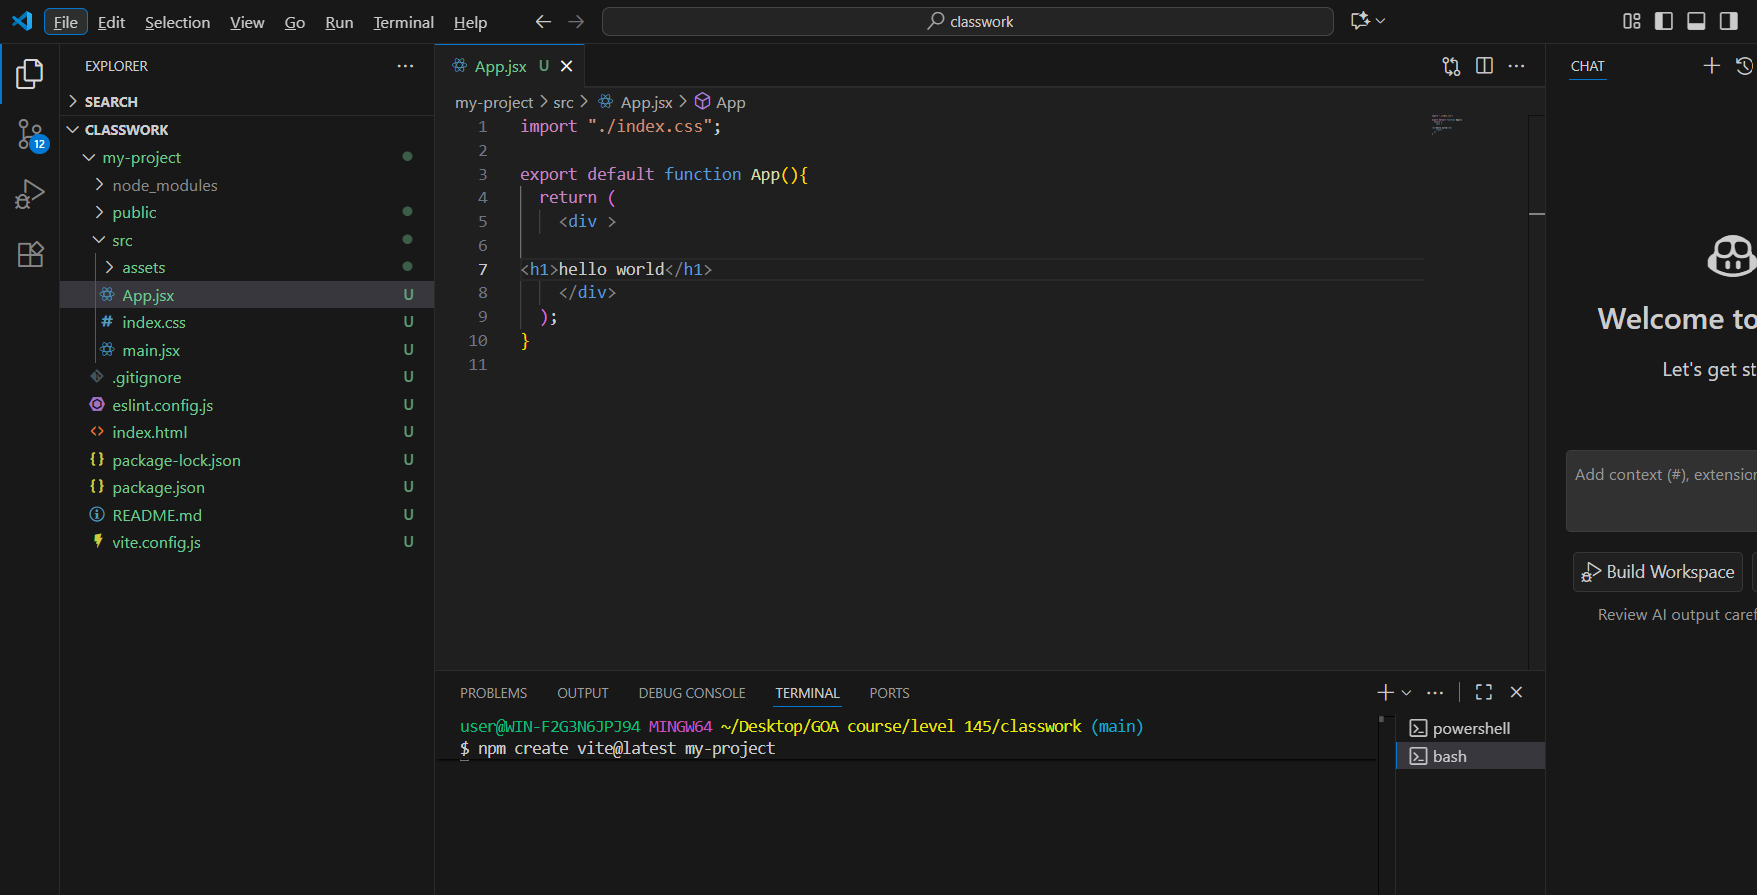 File Edit Selection View Go Run Terminal Help
classwork
EXPLORER
SEARCH
CLASSWORK
my-project
node_modules
public
src
assets
App.jsx U
index.css U
main.jsx U
.gitignore U
eslint.config.js U
index.html U
package-lock.json U
package.json U
README.md U
vite.config.js U
12
App.jsx U
my-project > src > App.jsx > App
1 import "./index.css";
2
3 export default function App(){
4 return (
5 <div >
6
7 <h1>hello world</h1>
8 </div>
9 );
10 }
11
PROBLEMS OUTPUT DEBUG CONSOLE TERMINAL PORTS
user@WIN-F2G3N6JPJ94 MINGW64 ~/Desktop/GOA course/level 145/classwork (main)
$ npm create vite@latest my-project
powershell
bash
CHAT
Welcome to
Let's get st
Add context (#), extension
Build Workspace
Review AI output caref